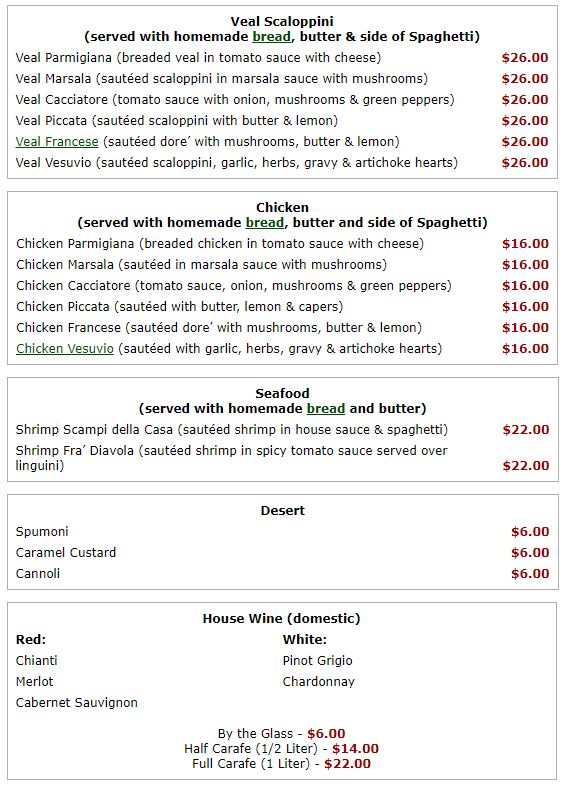 Veal Scaloppini
(served with homemade bread, butter & side of Spaghetti)
Veal Parmigiana (breaded veal in tomato sauce with cheese) $26.00
Veal Marsala (sautéed scaloppini in marsala sauce with mushrooms) $26.00
Veal Cacciatore (tomato sauce with onion, mushrooms & green peppers) $26.00
Veal Piccata (sautéed scaloppini with butter & lemon) $26.00
Veal Francese (sautéed dore’ with mushrooms, butter & lemon) $26.00
Veal Vesuvio (sautéed scaloppini, garlic, herbs, gravy & artichoke hearts) $26.00
Chicken
(served with homemade bread, butter and side of Spaghetti)
Chicken Parmigiana (breaded chicken in tomato sauce with cheese) $16.00
Chicken Marsala (sautéed in marsala sauce with mushrooms) $16.00
Chicken Cacciatore (tomato sauce, onion, mushrooms & green peppers) $16.00
Chicken Piccata (sautéed with butter, lemon & capers) $16.00
Chicken Francese (sautéed dore’ with mushrooms, butter & lemon) $16.00
Chicken Vesuvio (sautéed with garlic, herbs, gravy & artichoke hearts) $16.00
Seafood
(served with homemade bread and butter)
Shrimp Scampi della Casa (sautéed shrimp in house sauce & spaghetti) $22.00
Shrimp Fra’ Diavola (sautéed shrimp in spicy tomato sauce served over
linguini) $22.00
Desert
Spumoni $6.00
Caramel Custard $6.00
Cannoli $6.00
House Wine (domestic)
Red: White:
Chianti Pinot Grigio
Merlot Chardonnay
Cabernet Sauvignon
By the Glass - $6.00
Half Carafe (1/2 Liter) - $14.00
Full Carafe (1 Liter) - $22.00